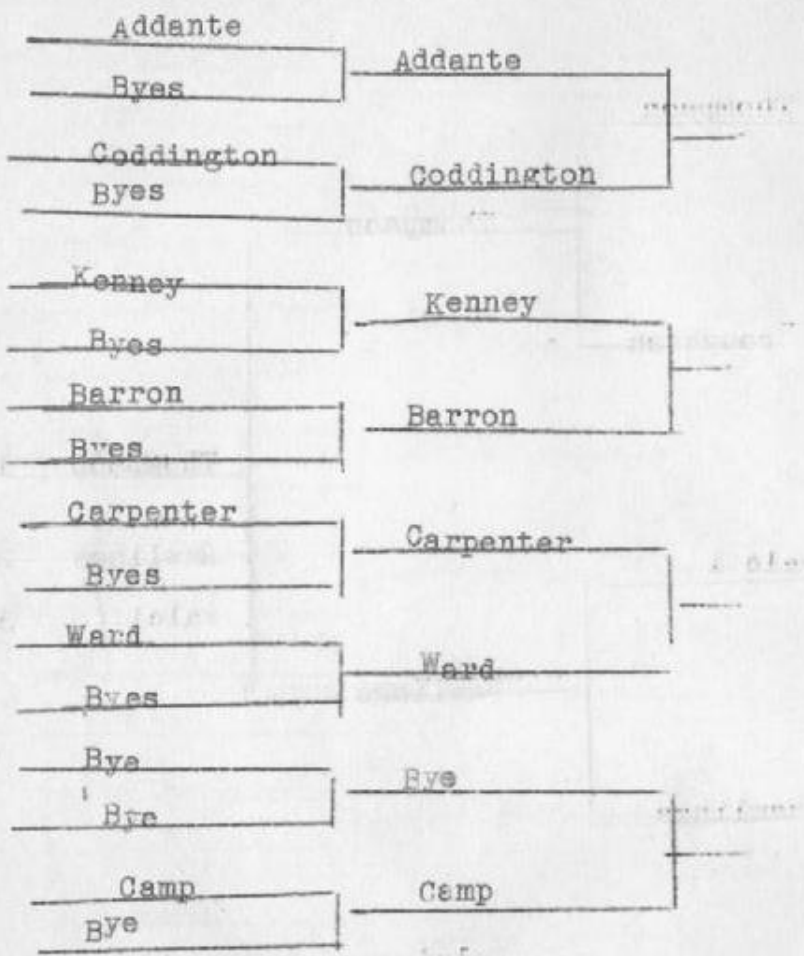 Addante
Byes
Coddington
Byes
Kenney
Byes
Barron
Byes
Carpenter
Byes
Ward
Byes
Bye
Bye
Camp
Bye
Addante
Coddington
Kenney
Barron
Carpenter
Ward
Bye
Camp